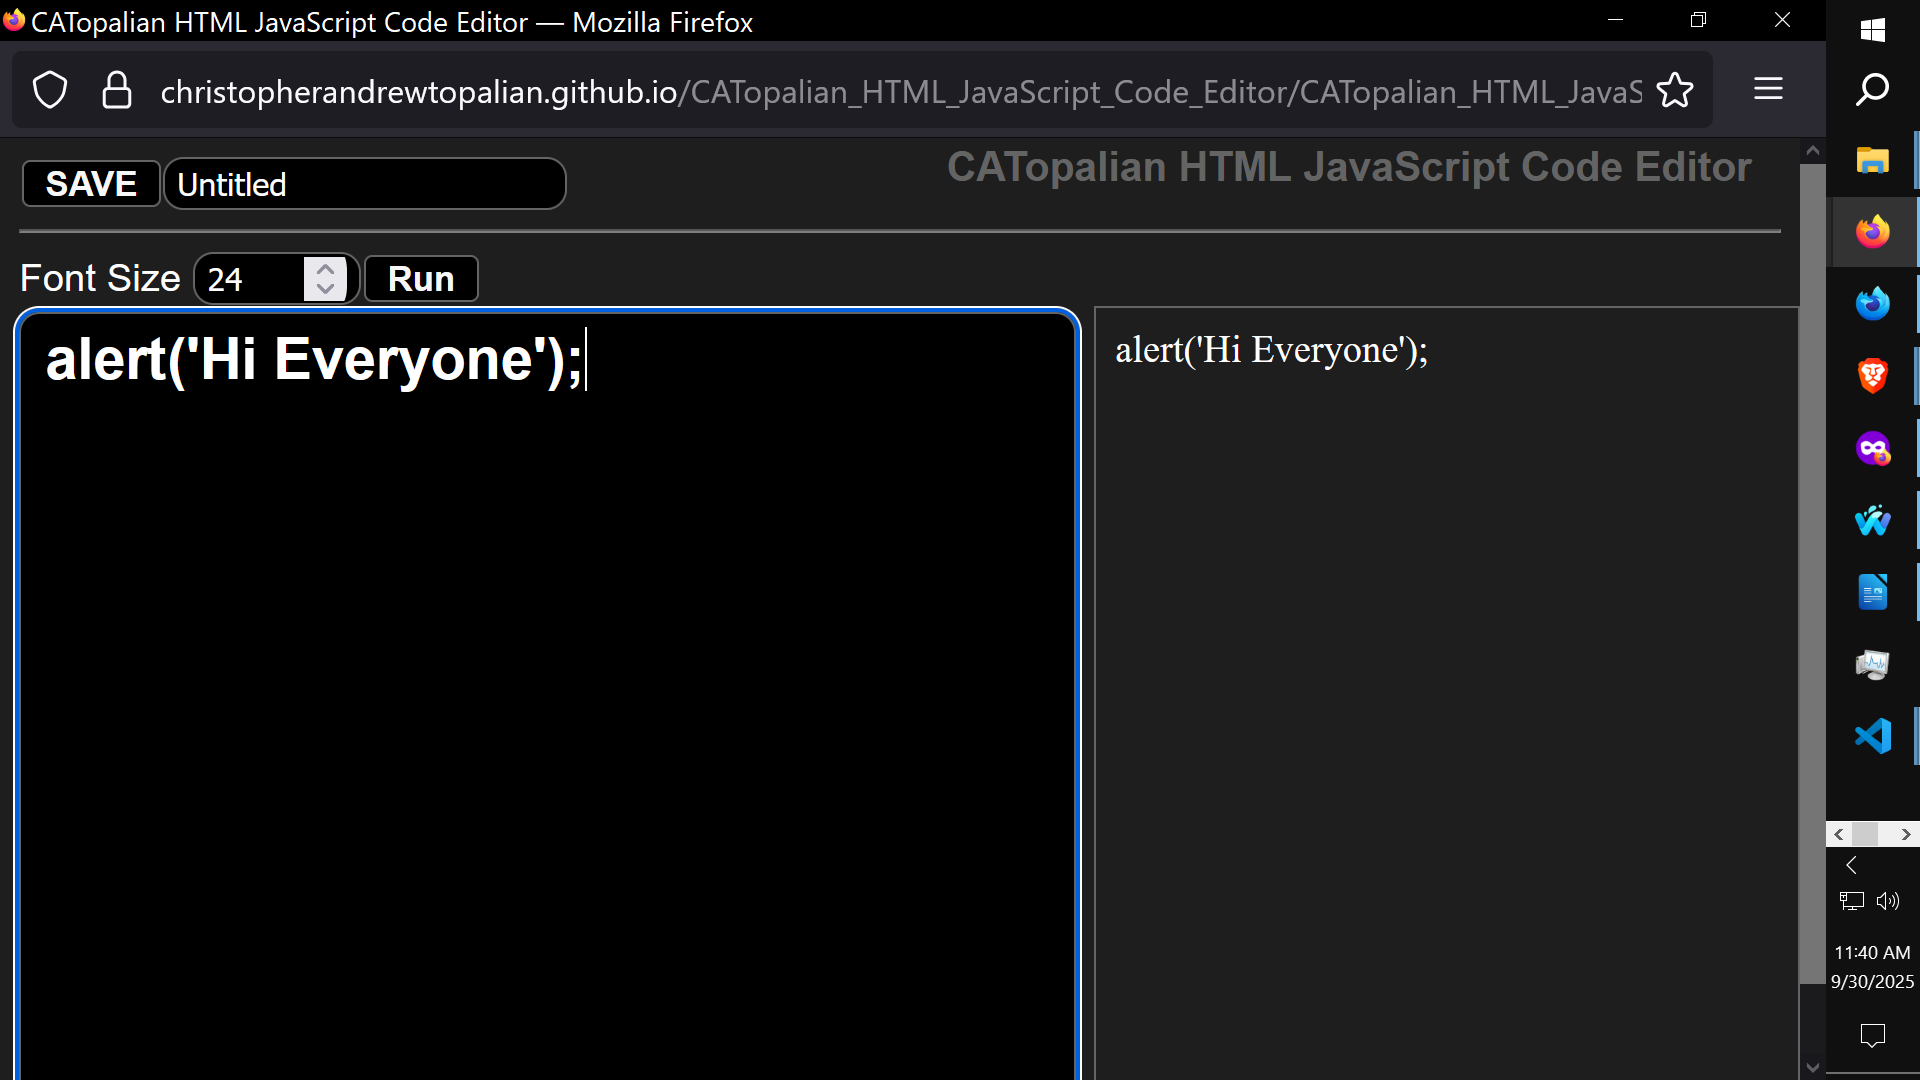 CATopalian HTML JavaScript Code Editor — Mozilla Firefox
christopherandrewtopalian.github.io/CATopalian_HTML_JavaScript_Code_Editor/CATopalian_HTML_JavaS
SAVE Untitled
CATopalian HTML JavaScript Code Editor
Font Size 24 Run
alert('Hi Everyone');
alert('Hi Everyone');
11:40 AM
9/30/2025